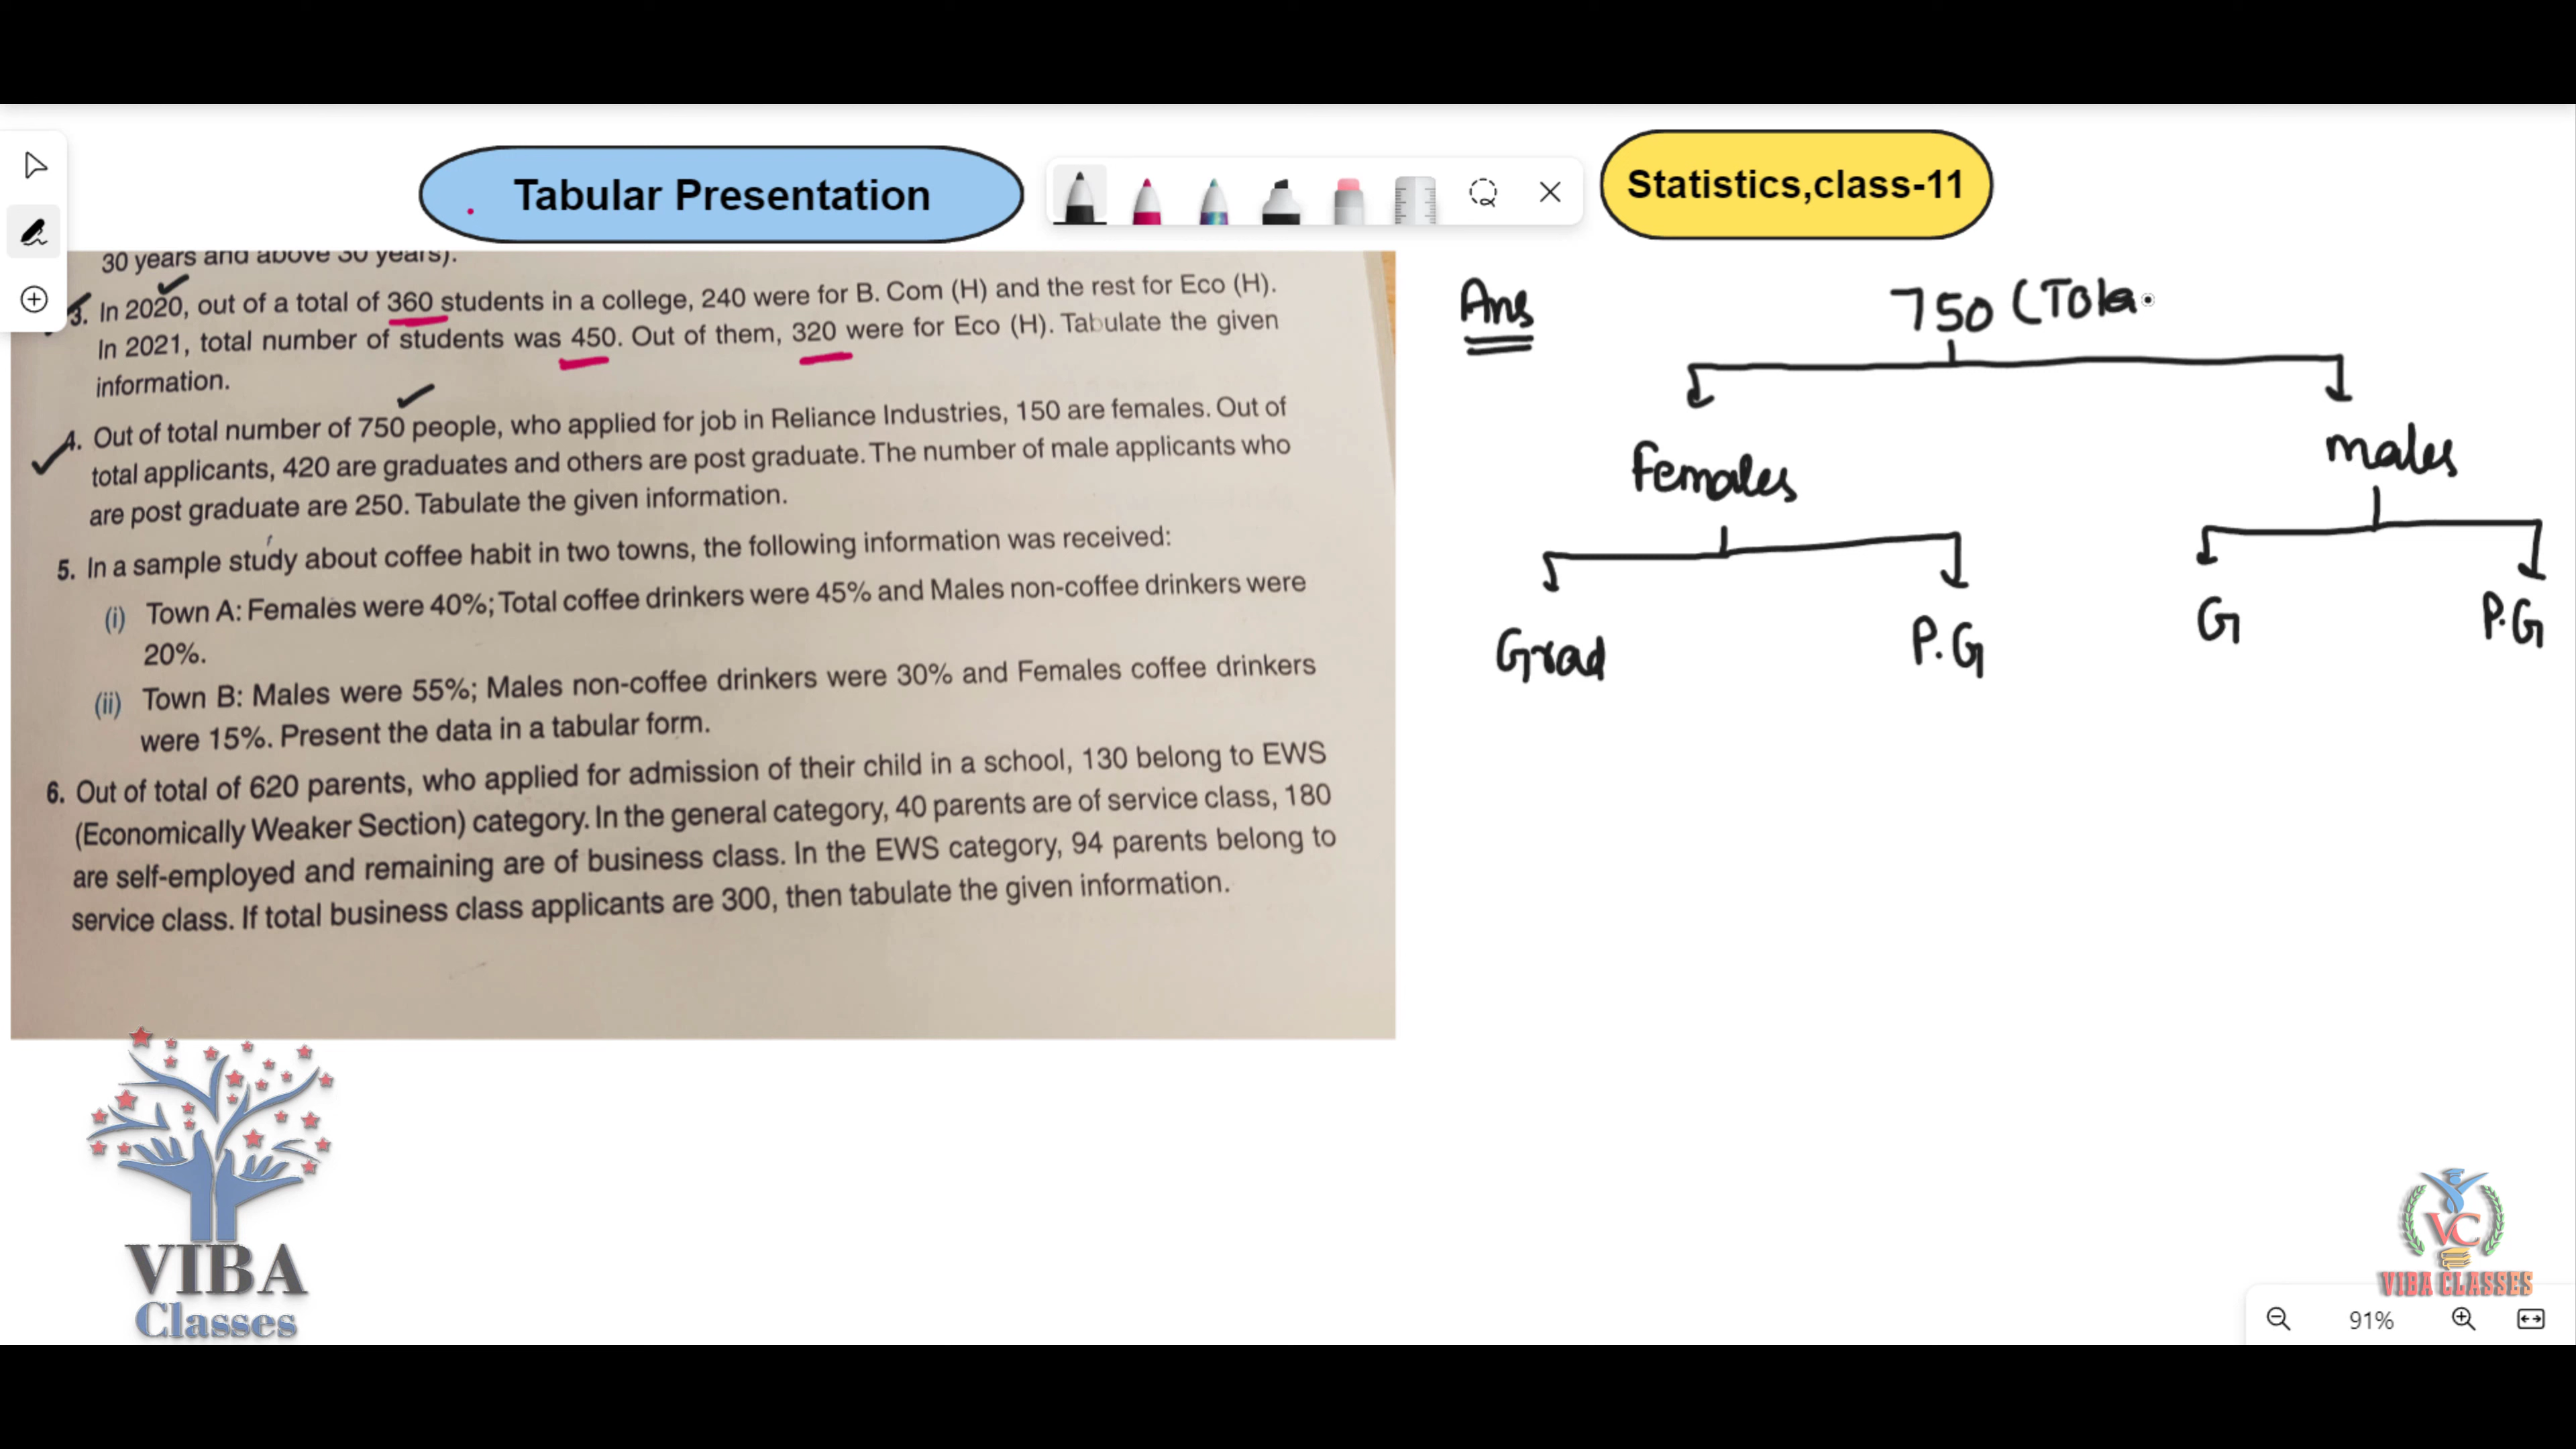 Tabular Presentation
Statistics,class-11
30 years and above 30 years).
3. In 2020, out of a total of 360 students in a college, 240 were for B. Com (H) and the rest for Eco (H).
In 2021, total number of students was 450. Out of them, 320 were for Eco (H). Tabulate the given
information.
4. Out of total number of 750 people, who applied for job in Reliance Industries, 150 are females. Out of
total applicants, 420 are graduates and others are post graduate. The number of male applicants who
are post graduate are 250. Tabulate the given information.
5. In a sample study about coffee habit in two towns, the following information was received:
(i) Town A: Females were 40%; Total coffee drinkers were 45% and Males non-coffee drinkers were
20%.
(ii) Town B: Males were 55%; Males non-coffee drinkers were 30% and Females coffee drinkers
were 15%. Present the data in a tabular form.
6. Out of total of 620 parents, who applied for admission of their child in a school, 130 belong to EWS
(Economically Weaker Section) category. In the general category, 40 parents are of service class, 180
are self-employed and remaining are of business class. In the EWS category, 94 parents belong to
service class. If total business class applicants are 300, then tabulate the given information.
Ans
750 (Tota
Females
males
Grad
P.G
G
P.G
VIBA
Classes
VC
VIBA CLASSES
91%